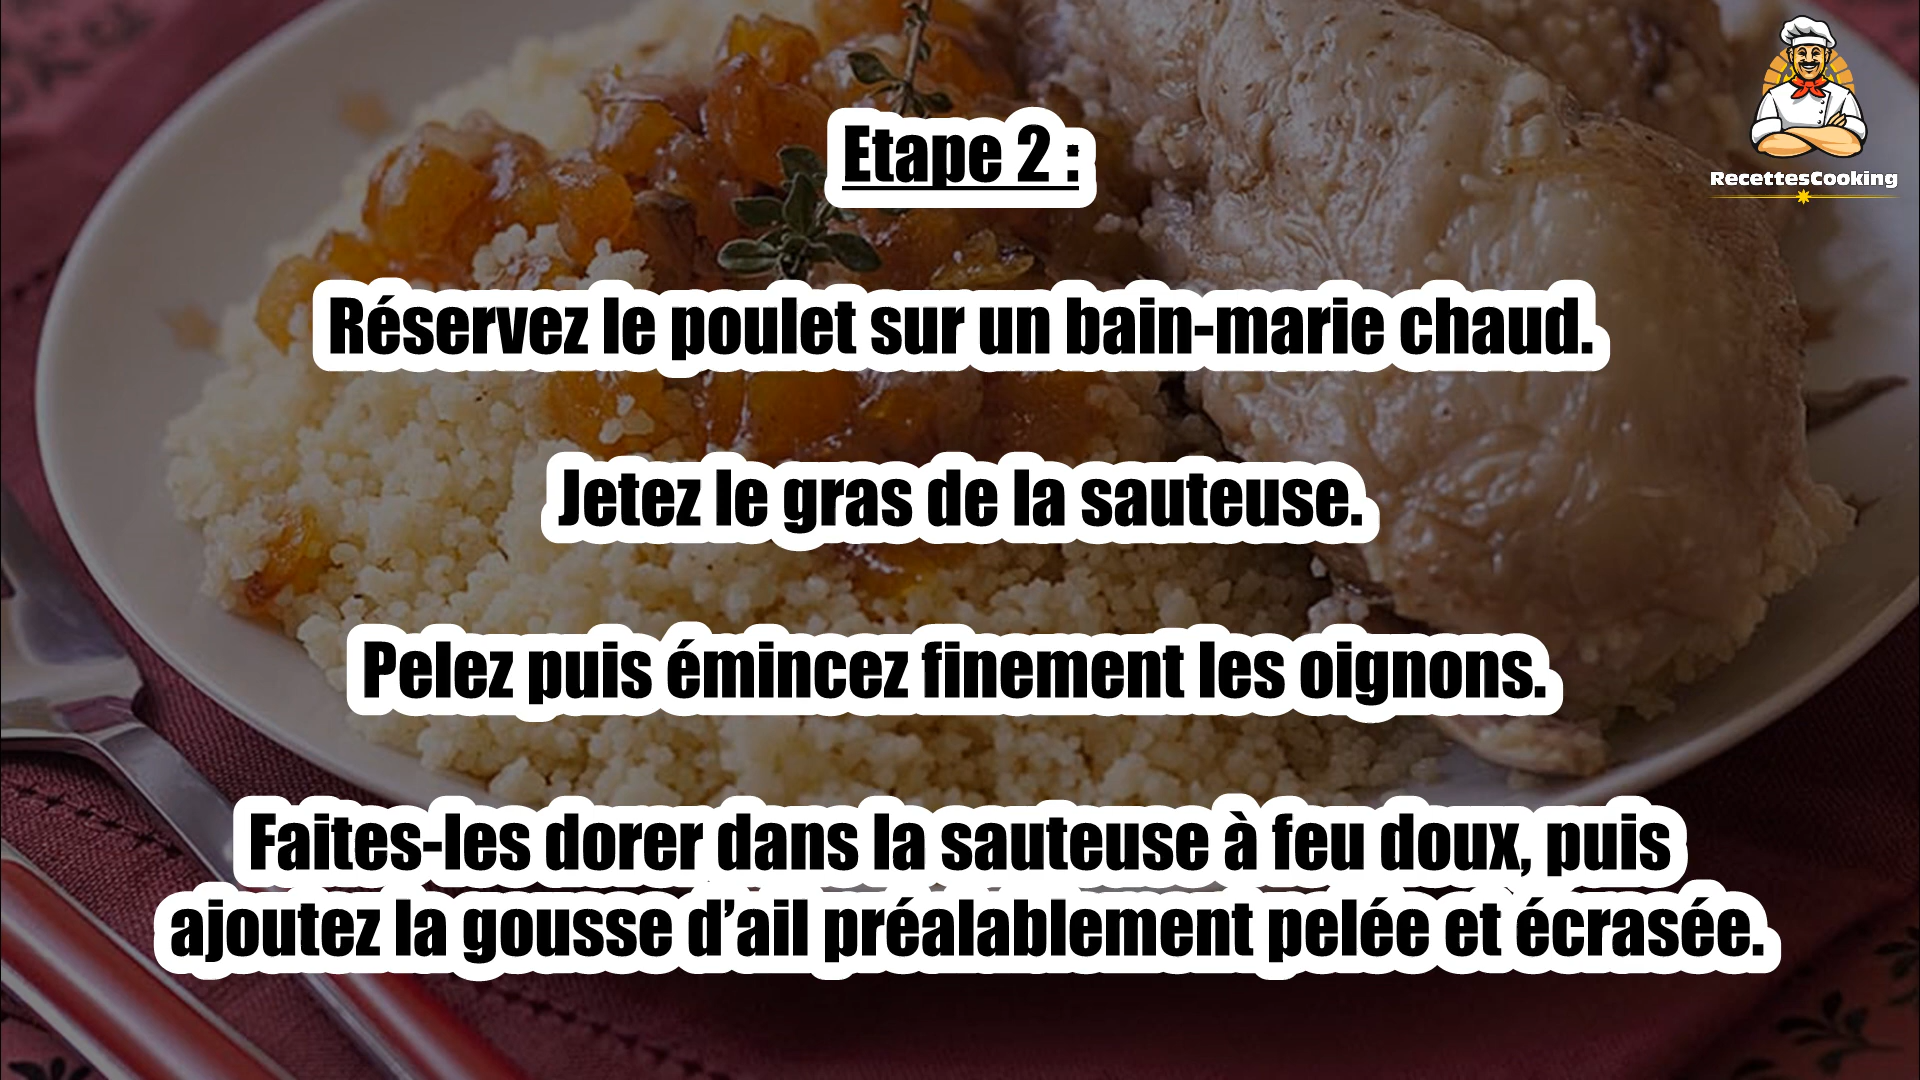 RecettesCooking
Etape 2 :
Réservez le poulet sur un bain-marie chaud.
Jetez le gras de la sauteuse.
Pelez puis émincez finement les oignons.
Faites-les dorer dans la sauteuse à feu doux, puis
ajoutez la gousse d’ail préalablement pelée et écrasée.